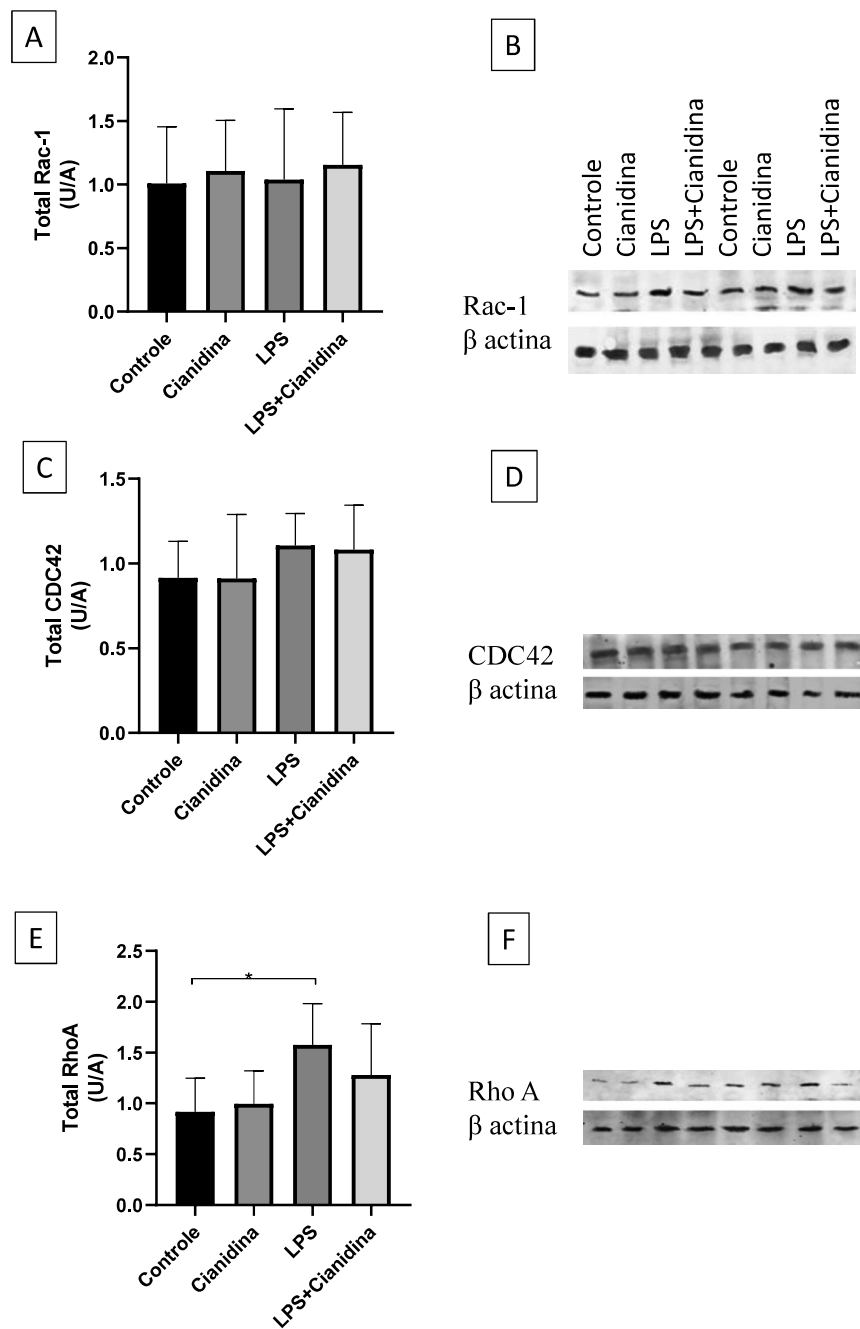 A
Total Rac-1
(U/A)
2.0
1.5
1.0
0.5
0.0
Controle
Cianidina
LPS
LPS+Cianidina
B
Controle
Cianidina
LPS
LPS+Cianidina
Controle
Cianidina
LPS
LPS+Cianidina
Rac-1
β actina
C
Total CDC42
(U/A)
1.5
1.0
0.5
0.0
Controle
Cianidina
LPS
LPS+Cianidina
D
CDC42
β actina
E
Total RhoA
(U/A)
2.5
2.0
1.5
1.0
0.5
0.0
*
Controle
Cianidina
LPS
LPS+Cianidina
F
Rho A
β actina